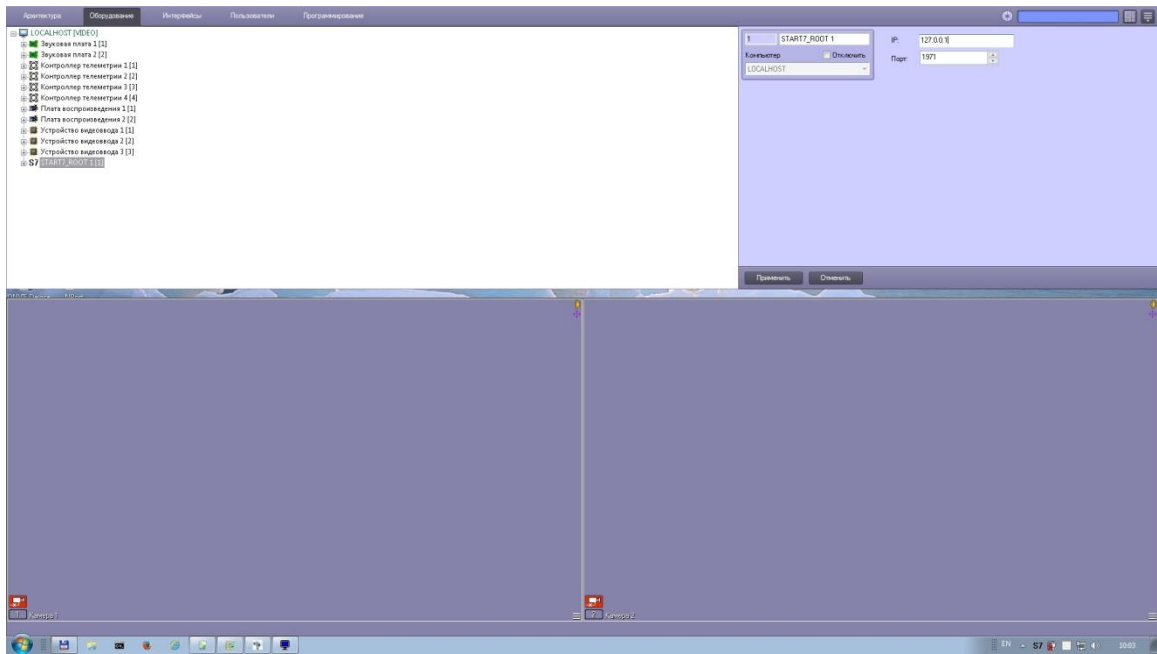 Архитектура Оборудование Интерфейсы Пользователи Программирование
LOCALHOST [VIDEO]
Звуковая плата 1 [1]
Звуковая плата 2 [2]
Контроллер телеметрии 1 [1]
Контроллер телеметрии 2 [2]
Контроллер телеметрии 3 [3]
Контроллер телеметрии 4 [4]
Плата воспроизведения 1 [1]
Плата воспроизведения 2 [2]
Устройство видеоввода 1 [1]
Устройство видеоввода 2 [2]
Устройство видеоввода 3 [3]
S7 START7_ROOT 1 [1]
1 START7_ROOT 1
Компьютер Отключить
LOCALHOST
IP: 127.0.0.1
Порт: 1971
Применить Отменить
1 Камера 1
2 Камера 2
EN S7 20:03